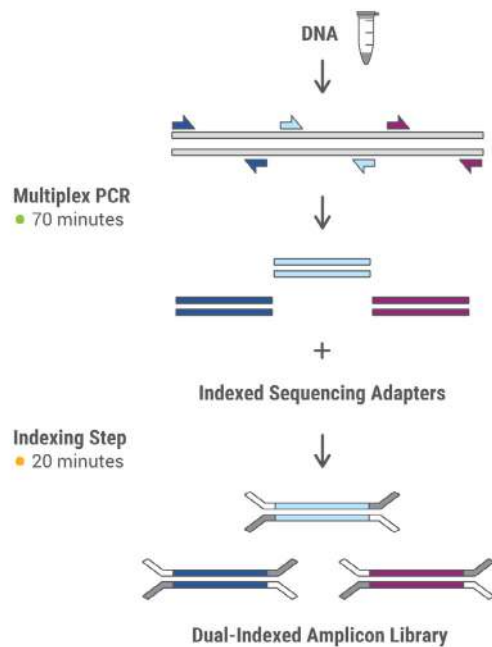 DNA
Multiplex PCR
70 minutes
+
Indexed Sequencing Adapters
Indexing Step
20 minutes
Dual-Indexed Amplicon Library